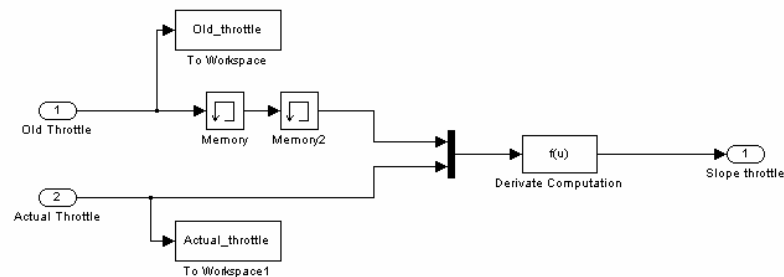 Old_throttle
To Workspace
1
Old Throttle
Memory
Memory2
f(u)
Derivate Computation
1
Slope throttle
2
Actual Throttle
Actual_throttle
To Workspace1